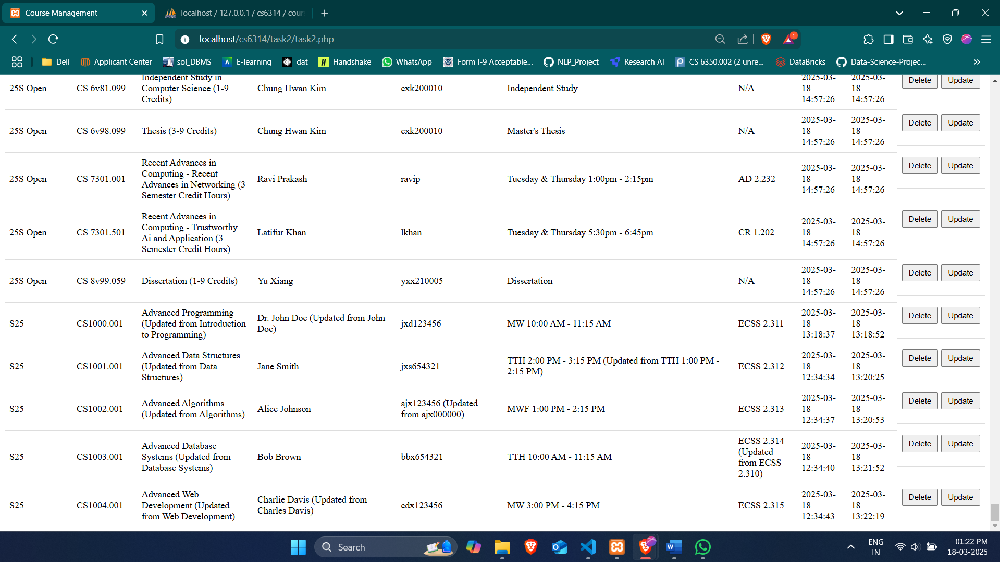 Course Management
localhost / 127.0.0.1 / cs6314 / cour
localhost/cs6314/task2/task2.php
1
Dell
Applicant Center
sol_DBMS
E-learning
dat
Handshake
WhatsApp
Form I-9 Acceptable...
NLP_Project
Research AI
CS 6350.002 (2 unre...
DataBricks
Data-Science-Projec...
25S Open CS 6v81.099 Independent Study in Computer Science (1-9 Credits) Chung Hwan Kim cxk200010 Independent Study N/A 2025-03-18 14:57:26 2025-03-18 14:57:26 Delete Update
25S Open CS 6v98.099 Thesis (3-9 Credits) Chung Hwan Kim cxk200010 Master's Thesis N/A 2025-03-18 14:57:26 2025-03-18 14:57:26 Delete Update
25S Open CS 7301.001 Recent Advances in Computing - Recent Advances in Networking (3 Semester Credit Hours) Ravi Prakash ravip Tuesday & Thursday 1:00pm - 2:15pm AD 2.232 2025-03-18 14:57:26 2025-03-18 14:57:26 Delete Update
25S Open CS 7301.501 Recent Advances in Computing - Trustworthy Ai and Application (3 Semester Credit Hours) Latifur Khan lkhan Tuesday & Thursday 5:30pm - 6:45pm CR 1.202 2025-03-18 14:57:26 2025-03-18 14:57:26 Delete Update
25S Open CS 8v99.059 Dissertation (1-9 Credits) Yu Xiang yxx210005 Dissertation N/A 2025-03-18 14:57:26 2025-03-18 14:57:26 Delete Update
S25 CS1000.001 Advanced Programming (Updated from Introduction to Programming) Dr. John Doe (Updated from John Doe) jxd123456 MW 10:00 AM - 11:15 AM ECSS 2.311 2025-03-18 13:18:37 2025-03-18 13:18:52 Delete Update
S25 CS1001.001 Advanced Data Structures (Updated from Data Structures) Jane Smith jxs654321 TTH 2:00 PM - 3:15 PM (Updated from TTH 1:00 PM - 2:15 PM) ECSS 2.312 2025-03-18 12:34:34 2025-03-18 13:20:25 Delete Update
S25 CS1002.001 Advanced Algorithms (Updated from Algorithms) Alice Johnson ajx123456 (Updated from ajx000000) MWF 1:00 PM - 2:15 PM ECSS 2.313 2025-03-18 12:34:37 2025-03-18 13:20:53 Delete Update
S25 CS1003.001 Advanced Database Systems (Updated from Database Systems) Bob Brown bbx654321 TTH 10:00 AM - 11:15 AM ECSS 2.314 (Updated from ECSS 2.310) 2025-03-18 12:34:40 2025-03-18 13:21:52 Delete Update
S25 CS1004.001 Advanced Web Development (Updated from Web Development) Charlie Davis (Updated from Charles Davis) cdx123456 MW 3:00 PM - 4:15 PM ECSS 2.315 2025-03-18 12:34:43 2025-03-18 13:22:19 Delete Update
Search
ENG
IN
01:22 PM
18-03-2025